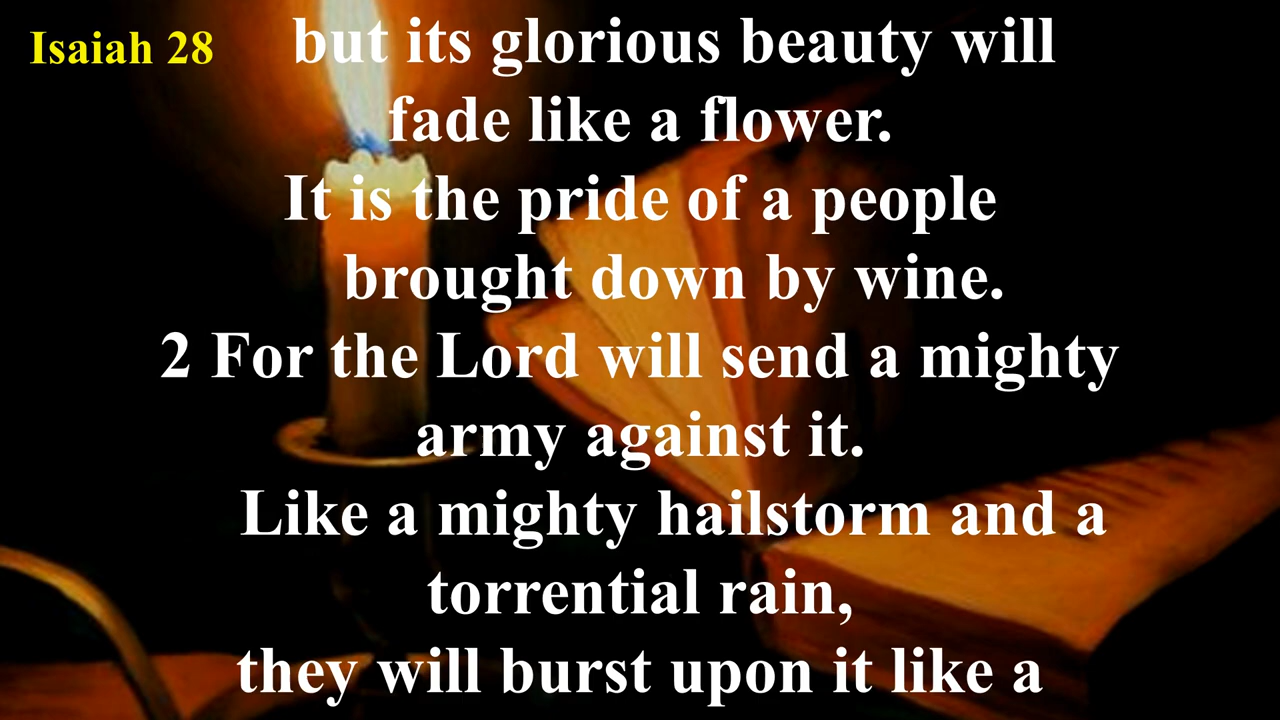 Isaiah 28
but its glorious beauty will
fade like a flower.
It is the pride of a people
brought down by wine.
2 For the Lord will send a mighty
army against it.
Like a mighty hailstorm and a
torrential rain,
they will burst upon it like a